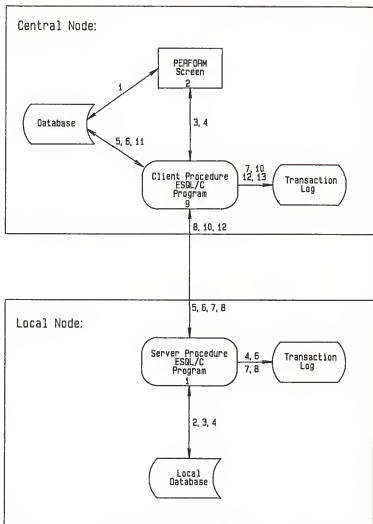 Central Node:
PERFORM
Screen
2
1
Database
3, 4
5, 6, 11
Client Procedure
ESQL/C
Program
9
7, 10
12, 13
Transaction
Log
8, 10, 12
5, 6, 7, 8
Local Node:
Server Procedure
ESQL/C
Program
1
4, 6
7, 8
Transaction
Log
2, 3, 4
Local
Database